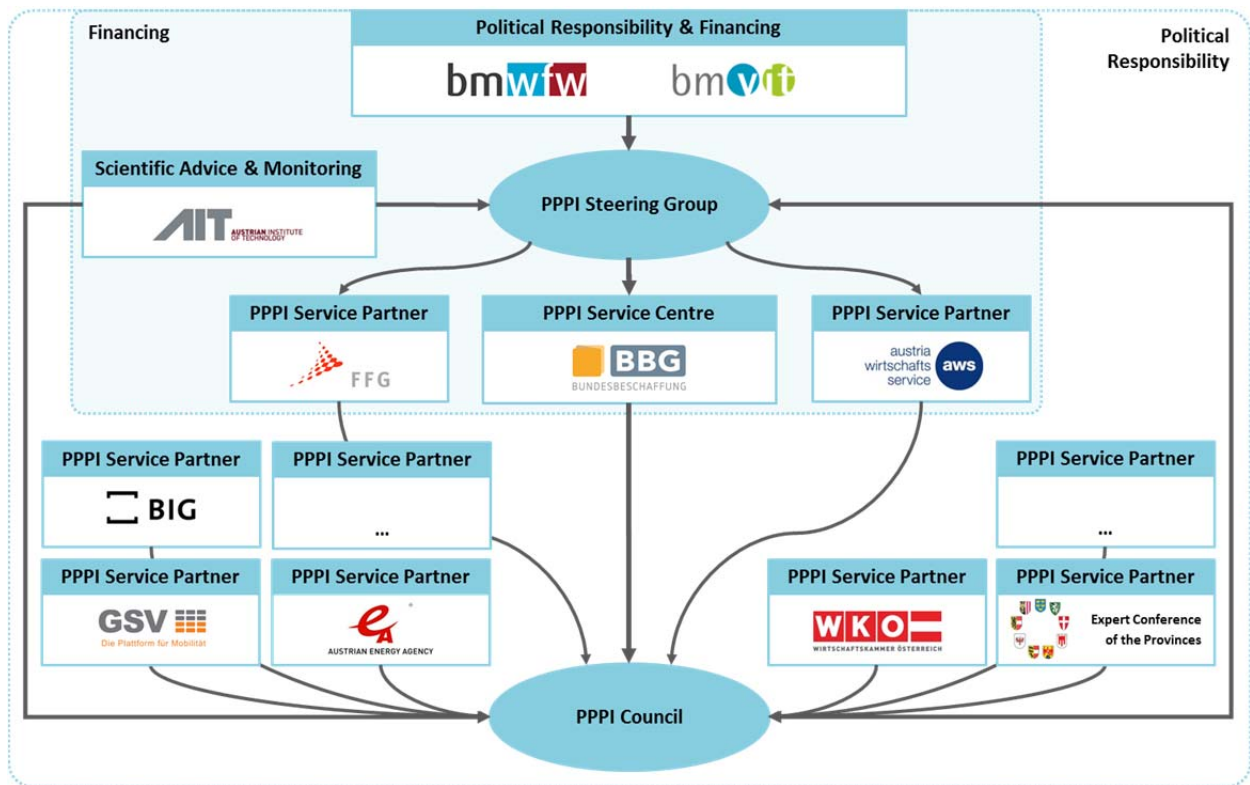 Financing
Political Responsibility & Financing
Political
Responsibility
bmwfw
bmvit
Scientific Advice & Monitoring
AIT AUSTRIAN INSTITUTE
OF TECHNOLOGY
PPPI Steering Group
PPPI Service Partner
FFG
PPPI Service Centre
BBG
BUNDESBESCHAFFUNG
PPPI Service Partner
austria
wirtschafts
service
aws
PPPI Service Partner
BIG
PPPI Service Partner
...
PPPI Service Partner
...
PPPI Service Partner
GSV
Die Plattform für Mobilität
PPPI Service Partner
eA
AUSTRIAN ENERGY AGENCY
PPPI Service Partner
WKO
WIRTSCHAFTSKAMMER ÖSTERREICH
PPPI Service Partner
Expert Conference
of the Provinces
PPPI Council